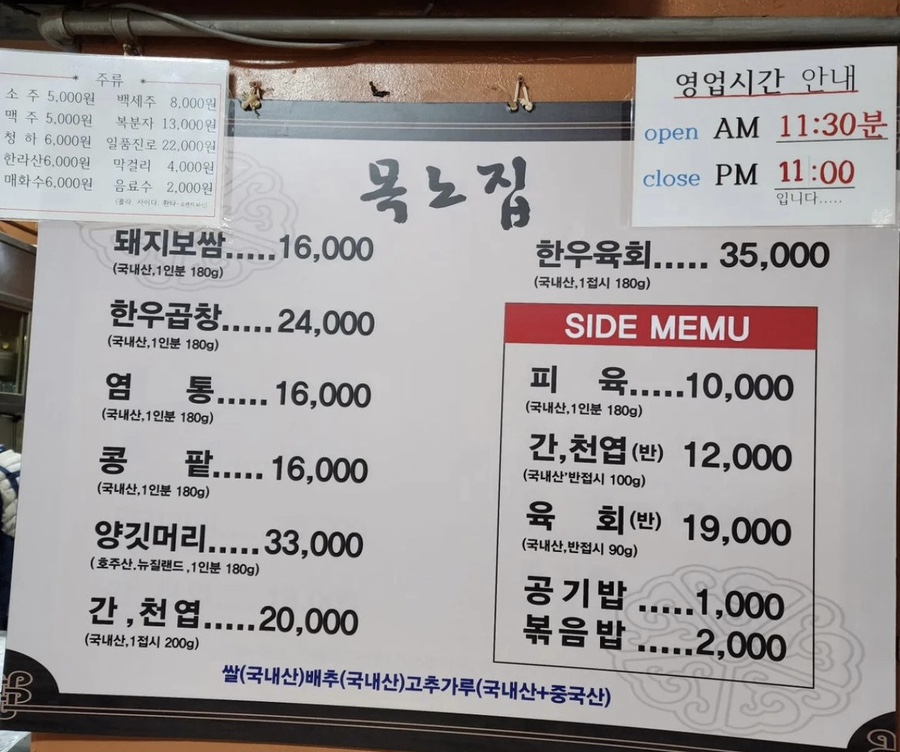 주류
소 주 5,000원 백세주 8,000원
맥 주 5,000원 복분자 13,000원
청 하 6,000원 일품진로 22,000원
한라산6,000원 막걸리 4,000원
매화수6,000원 음료수 2,000원
영업시간 안내
open AM 11:30분
close PM 11:00
입니다.....
목노집
돼지보쌈.....16,000
(국내산,1인분 180g)
한우곱창.....24,000
(국내산,1인분 180g)
염 통.....16,000
(국내산,1인분 180g)
콩 팥.....16,000
(국내산,1인분 180g)
양깃머리.....33,000
(호주산.뉴질랜드,1인분 180g)
간,천엽.....20,000
(국내산,1접시 200g)
한우육회.....35,000
(국내산,1접시 180g)
SIDE MEMU
피 육.....10,000
(국내산,1인분 180g)
간,천엽(반) 12,000
(국내산'반접시 100g)
육 회(반) 19,000
(국내산,반접시 90g)
공기밥.....1,000
볶음밥.....2,000
쌀(국내산)배추(국내산)고추가루(국내산+중국산)